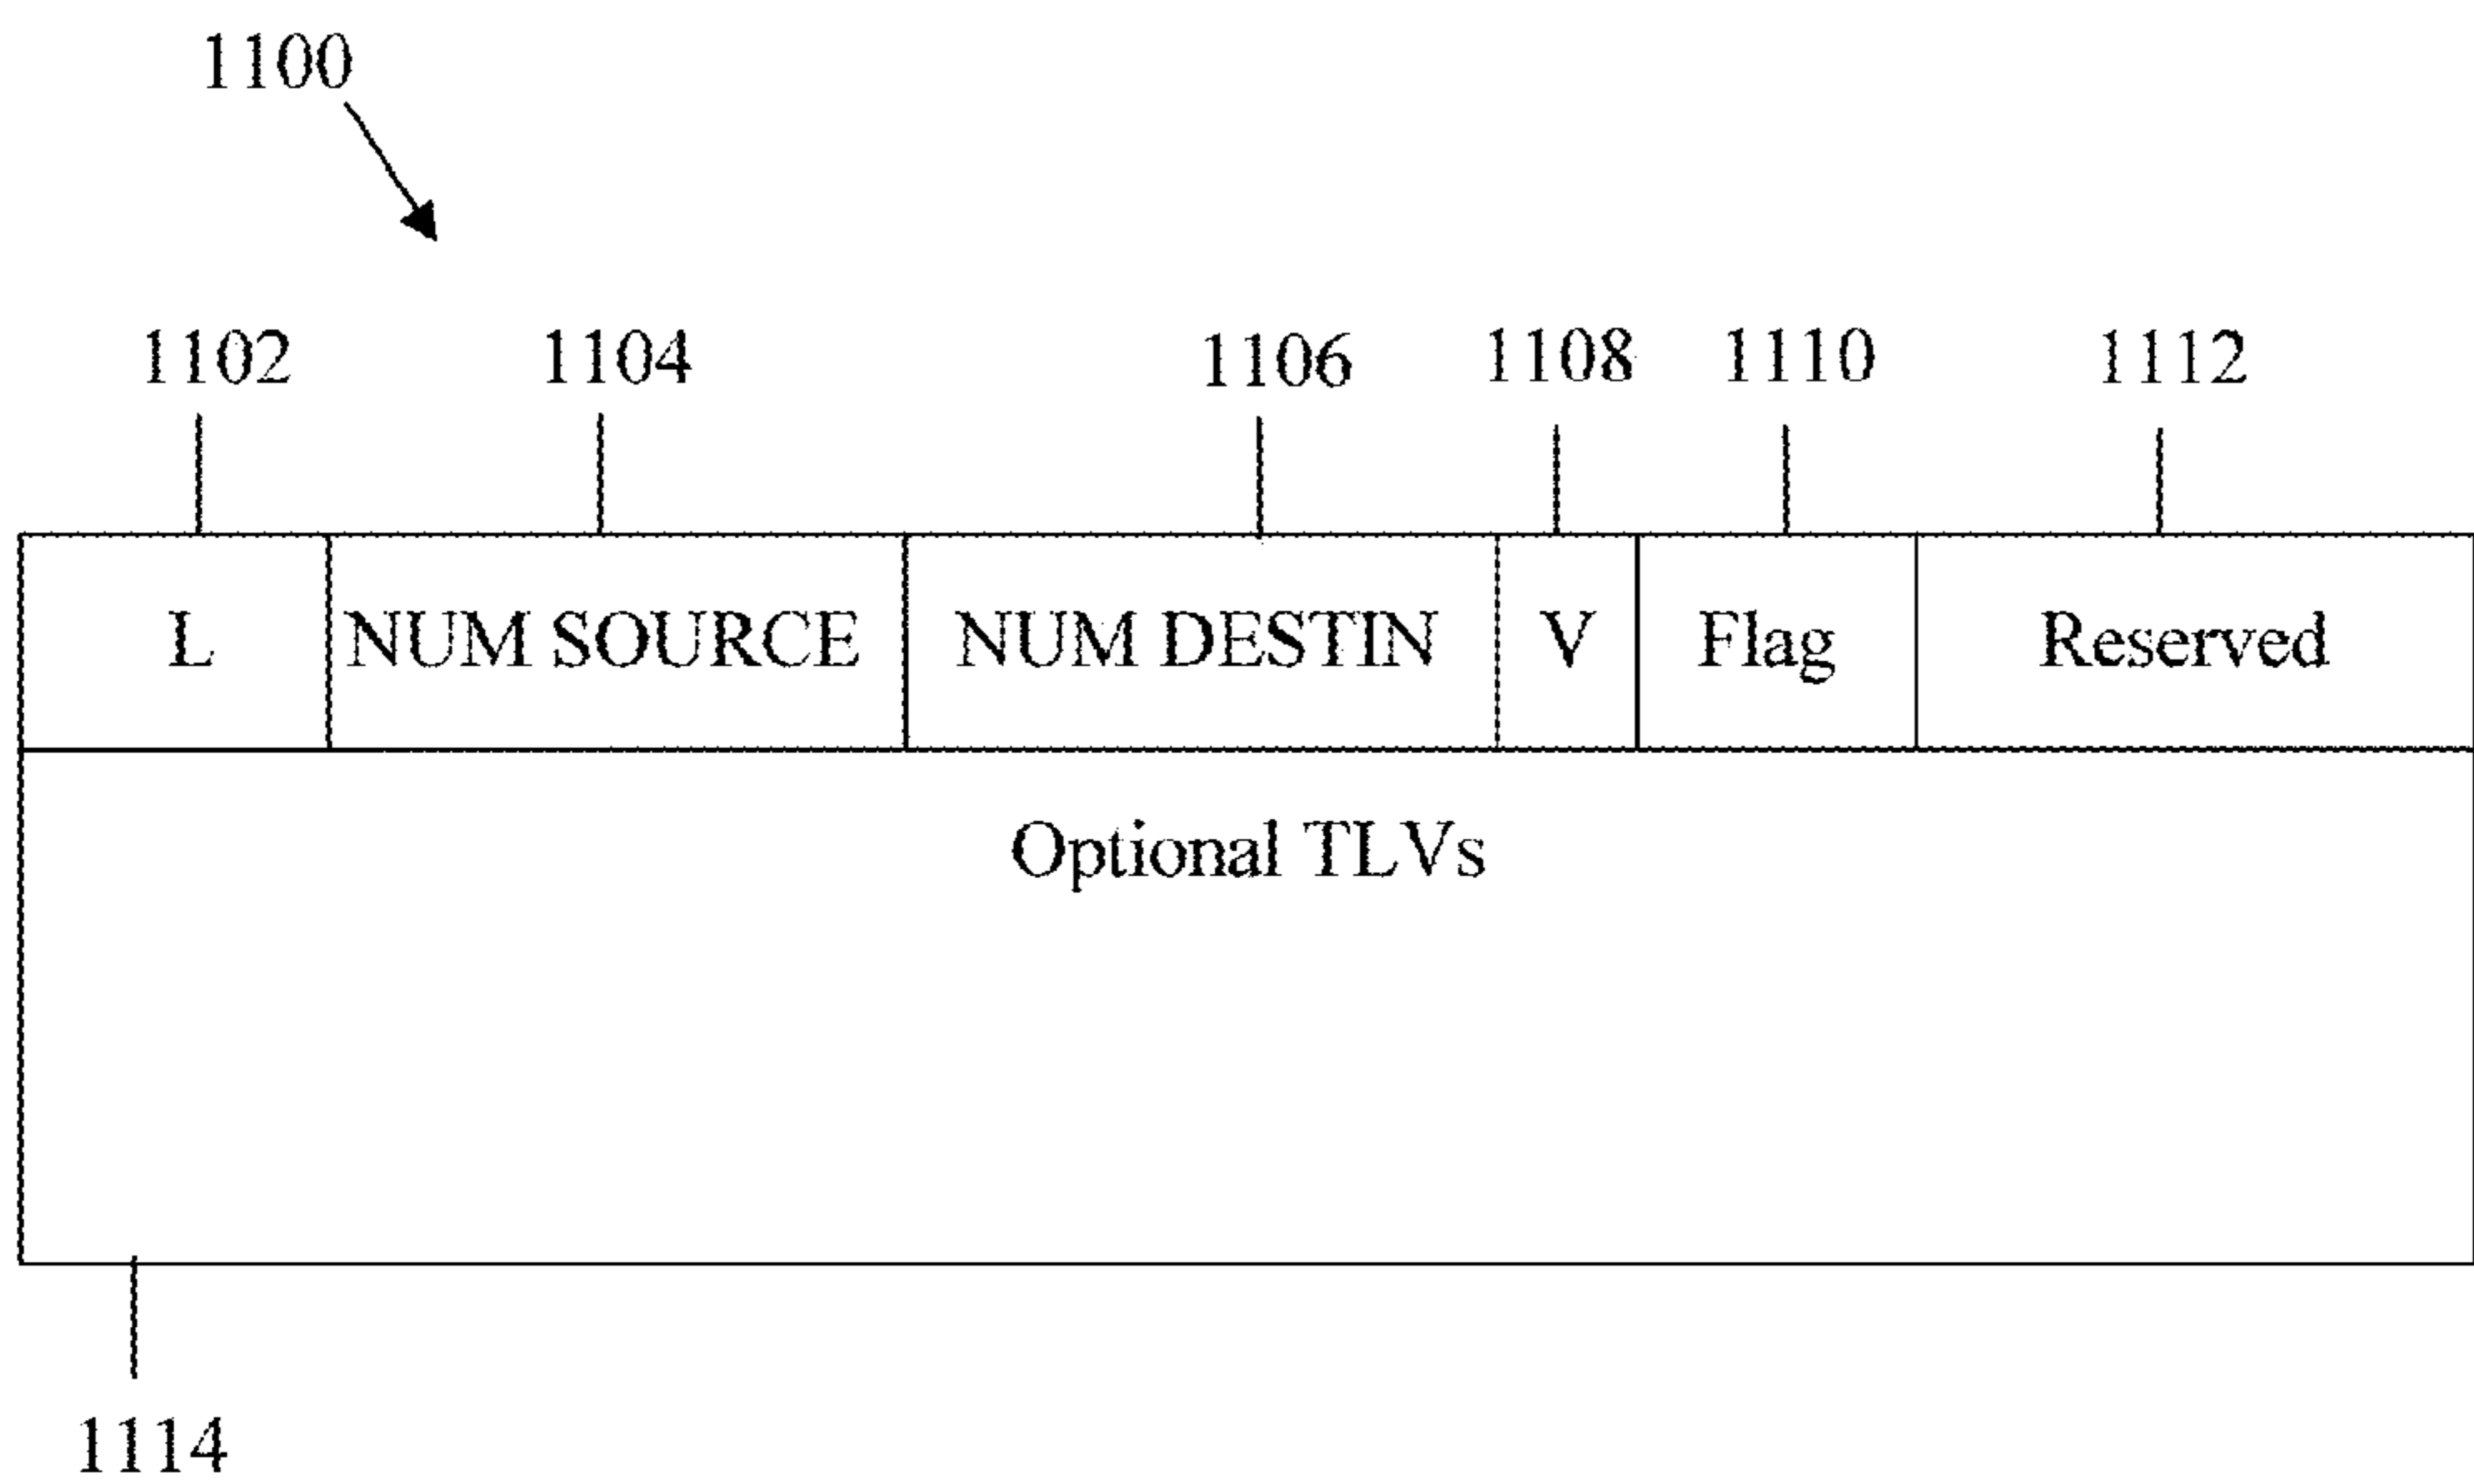 1100
1102 1104 1106 1108 1110 1112
L NUM SOURCE NUM DESTIN V Flag Reserved
Optional TLVs
1114